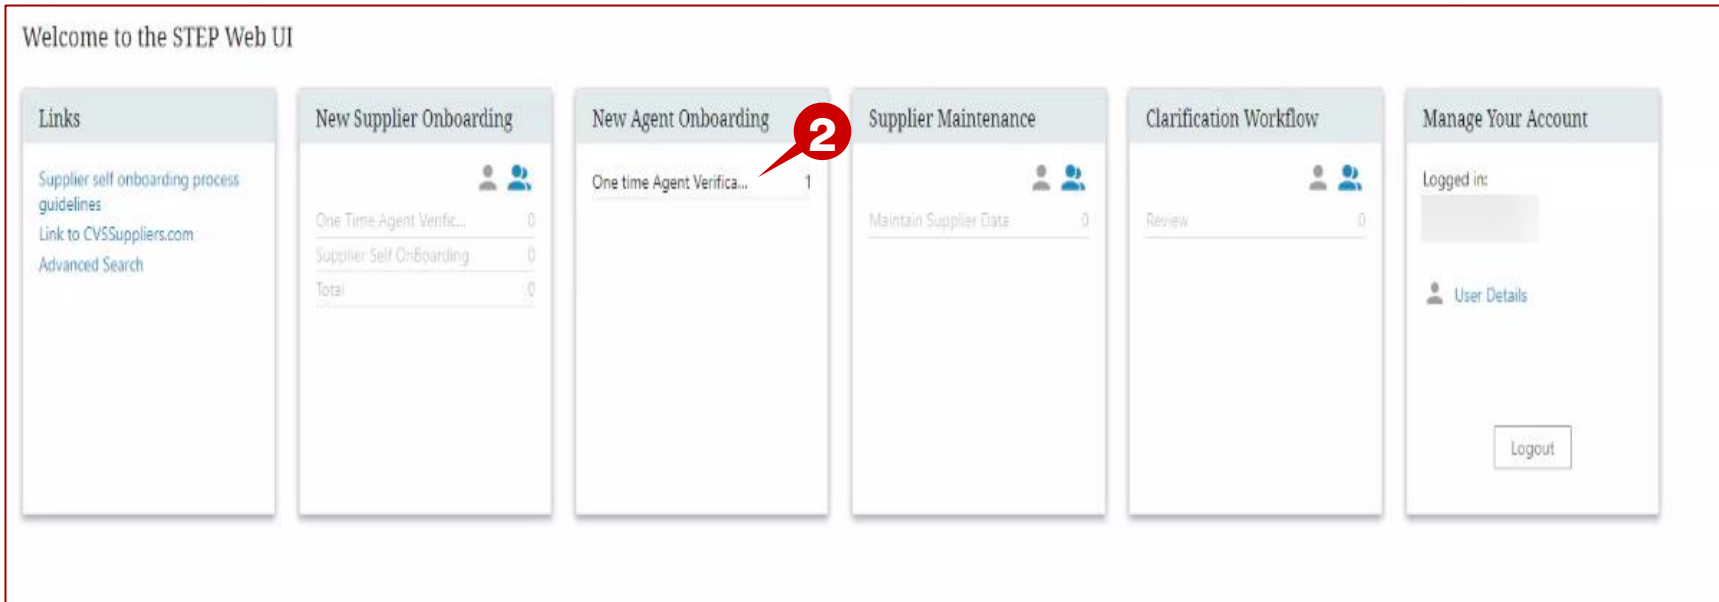 Welcome to the STEP Web UI
Links
Supplier self onboarding process
guidelines
Link to CVSSuppliers.com
Advanced Search
New Supplier Onboarding
One Time Agent Verific... 0
Supplier Self OnBoarding 0
Total 0
New Agent Onboarding
2
One time Agent Verifica... 1
Supplier Maintenance
Maintain Supplier Data 0
Clarification Workflow
Review 0
Manage Your Account
Logged in:
User Details
Logout